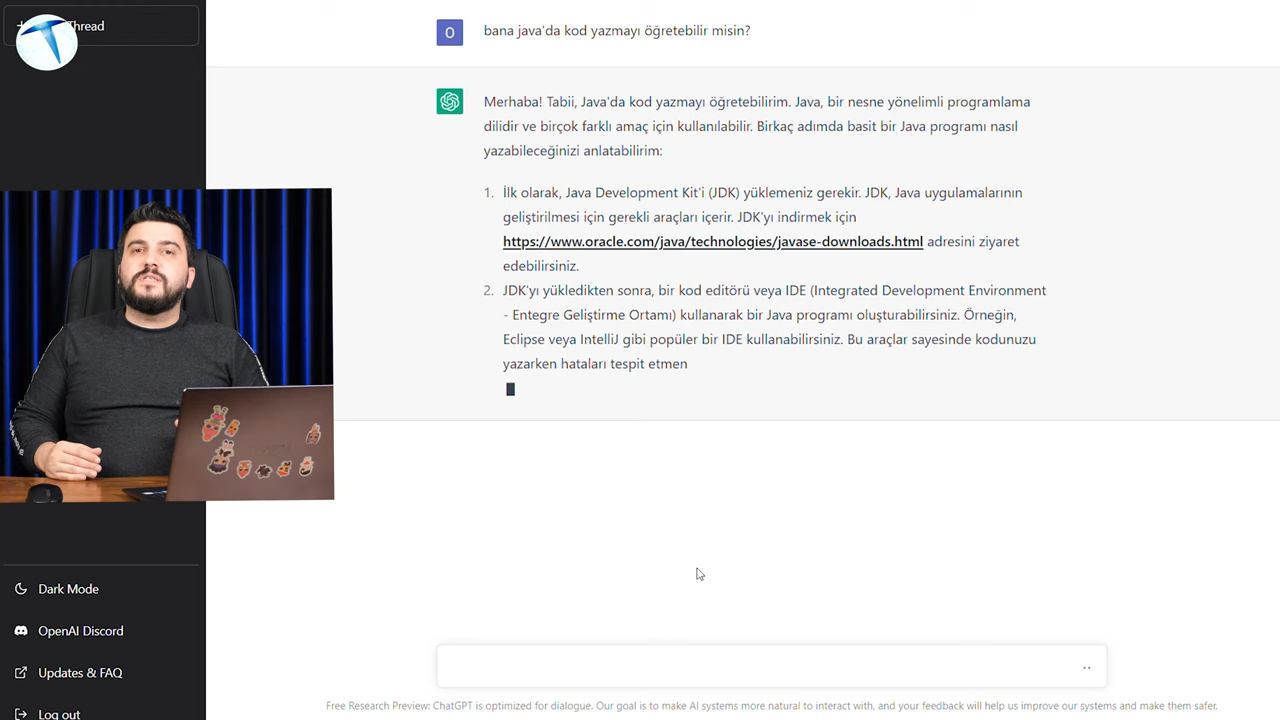 Thread
O
bana java'da kod yazmayı öğretebilir misin?
Merhaba! Tabii, Java'da kod yazmayı öğretebilirim. Java, bir nesne yönelimli programlama
dilidir ve birçok farklı amaç için kullanılabilir. Birkaç adımda basit bir Java programı nasıl
yazabileceğinizi anlatabilirim:
1. İlk olarak, Java Development Kit'i (JDK) yüklemeniz gerekir. JDK, Java uygulamalarının
geliştirilmesi için gerekli araçları içerir. JDK'yı indirmek için
https://www.oracle.com/java/technologies/javase-downloads.html adresini ziyaret
edebilirsiniz.
2. JDK'yı yükledikten sonra, bir kod editörü veya IDE (Integrated Development Environment
- Entegre Geliştirme Ortamı) kullanarak bir Java programı oluşturabilirsiniz. Örneğin,
Eclipse veya IntelliJ gibi popüler bir IDE kullanabilirsiniz. Bu araçlar sayesinde kodunuzu
yazarken hataları tespit etmen
Dark Mode
OpenAI Discord
Updates & FAQ
Log out
Free Research Preview: ChatGPT is optimized for dialogue. Our goal is to make AI systems more natural to interact with, and your feedback will help us improve our systems and make them safer.